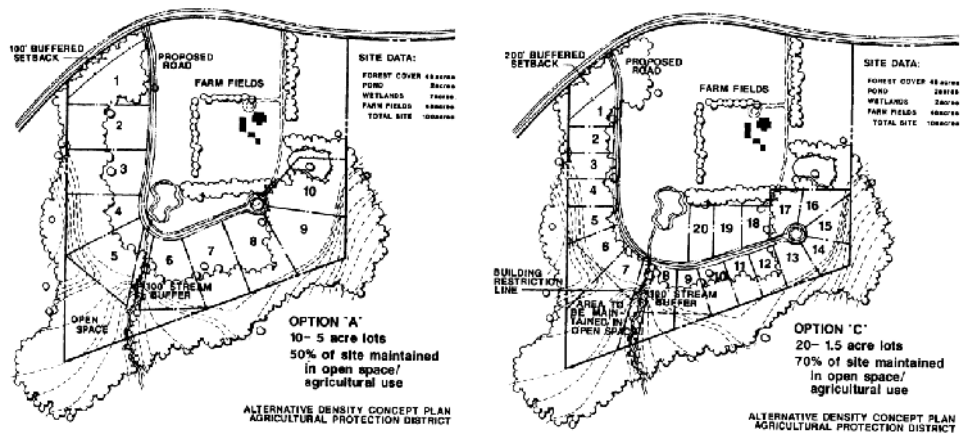 100' BUFFERED
SETBACK
PROPOSED
ROAD
FARM FIELDS
SITE DATA:
FOREST COVER
POND
WETLANDS
FARM FIELDS
TOTAL SITE
1
2
3
4
5
6
7
8
9
10
100' STREAM
BUFFER
OPEN
SPACE
OPTION "A"
10- 5 acre lots
50% of site maintained
in open space/
agricultural use
ALTERNATIVE DENSITY CONCEPT PLAN
AGRICULTURAL PROTECTION DISTRICT
200' BUFFERED
SETBACK
PROPOSED
ROAD
FARM FIELDS
SITE DATA:
FOREST COVER
POND
WETLANDS
FARM FIELDS
TOTAL SITE
1
2
3
4
5
6
7
8
9
10
11
12
13
14
15
16
17
18
19
20
BUILDING
RESTRICTION
LINE
100' STREAM
BUFFER
AREA TO
BE MAIN-
TAINED IN
OPEN SPACE
OPTION "C"
20- 1.5 acre lots
70% of site maintained
in open space/
agricultural use
ALTERNATIVE DENSITY CONCEPT PLAN
AGRICULTURAL PROTECTION DISTRICT